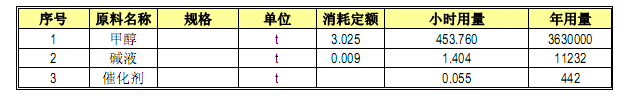 序号 原料名称 规格 单位 消耗定额 小时用量 年用量
1 甲醇 t 3.025 453.760 3630000
2 碱液 t 0.009 1.404 11232
3 催化剂 t 0.055 442